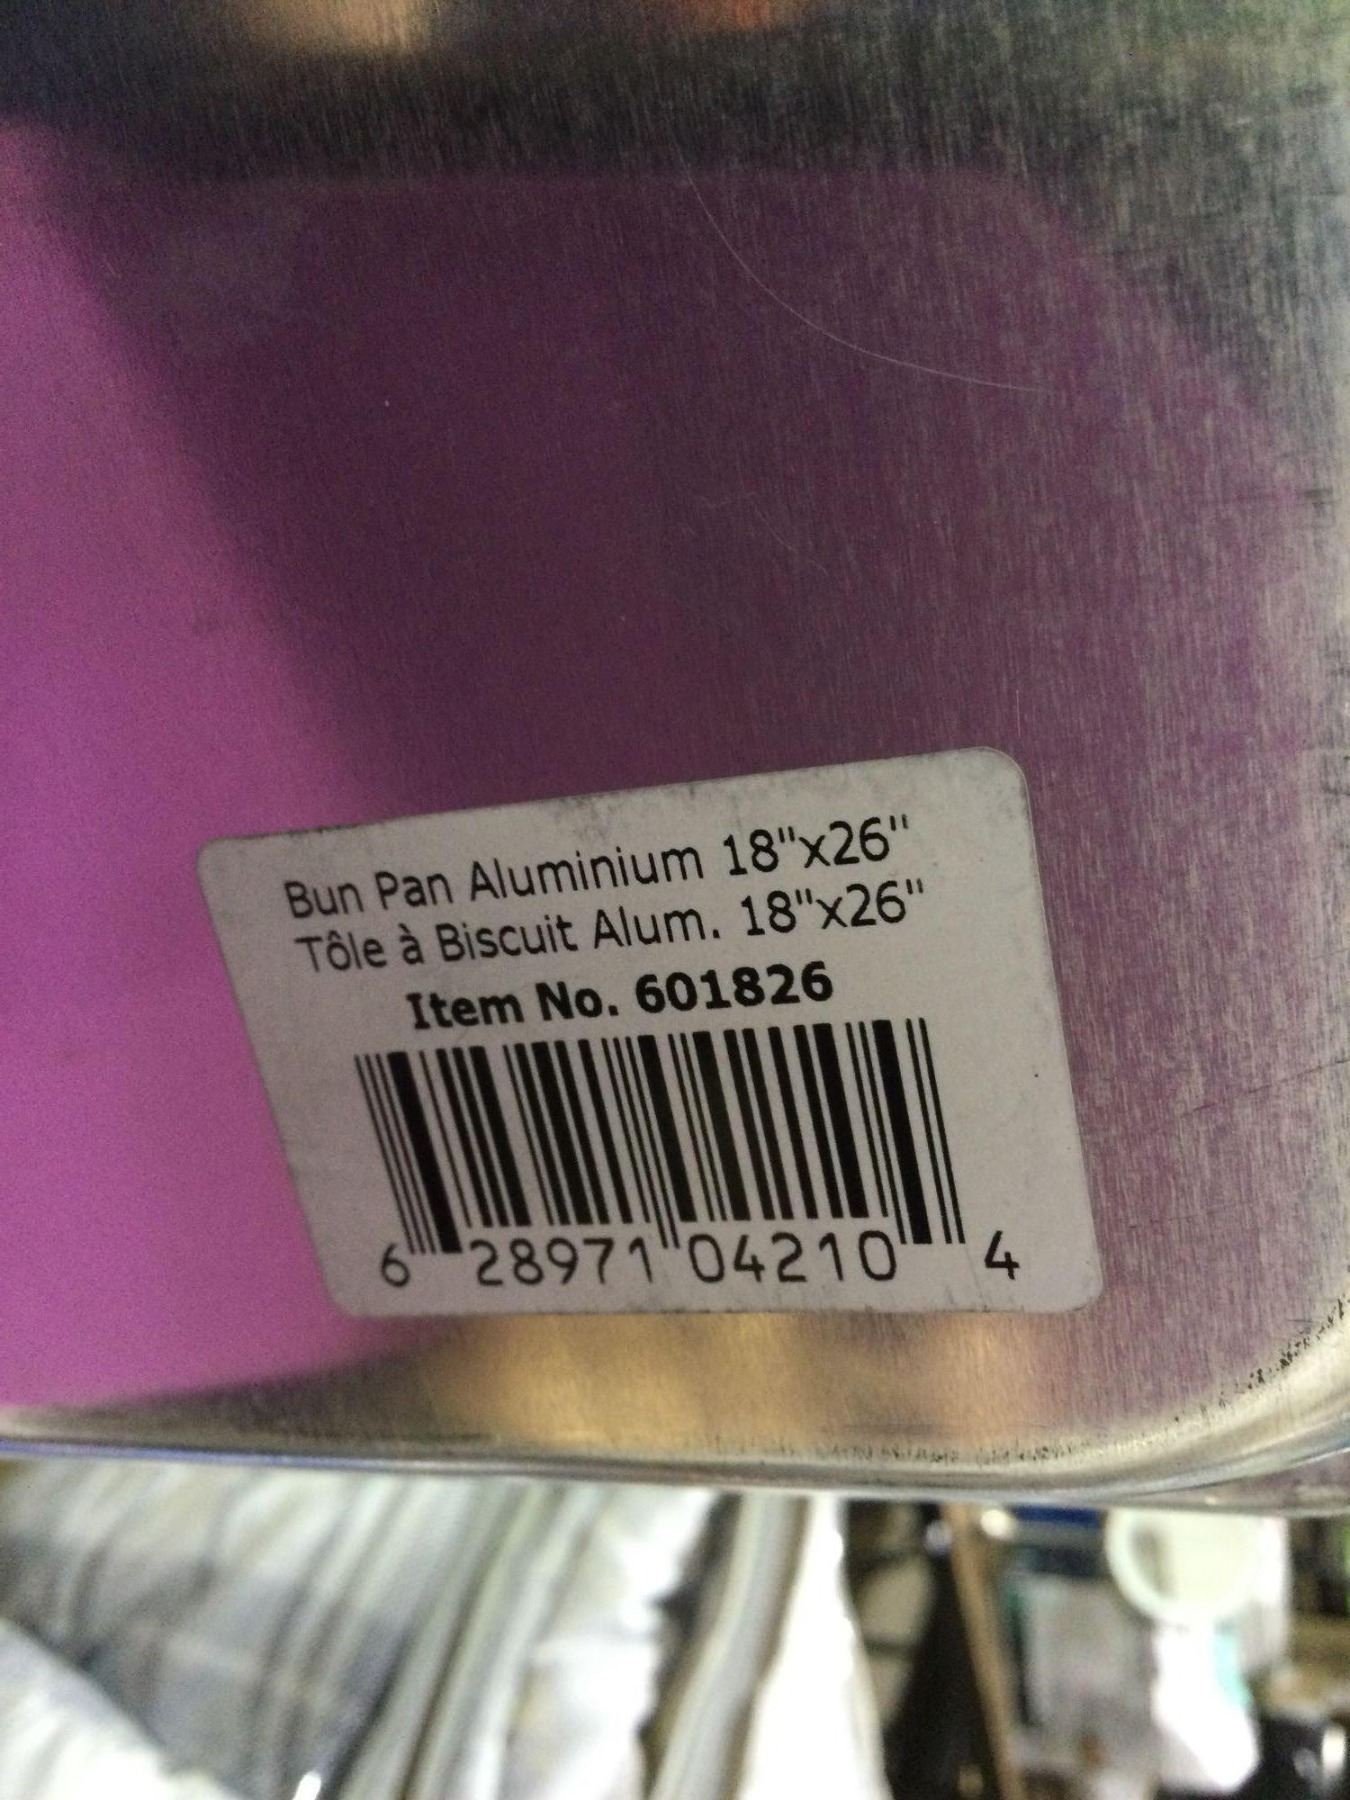 Bun Pan Aluminium 18"x26"
Tôle à Biscuit Alum. 18"x26"
Item No. 601826
6 28971 04210 4